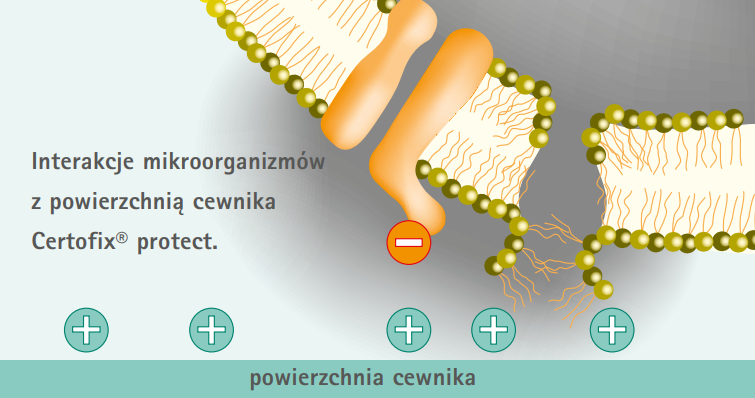 Interakcje mikroorganizmów
z powierzchnią cewnika
Certofix® protect.
powierzchnia cewnika